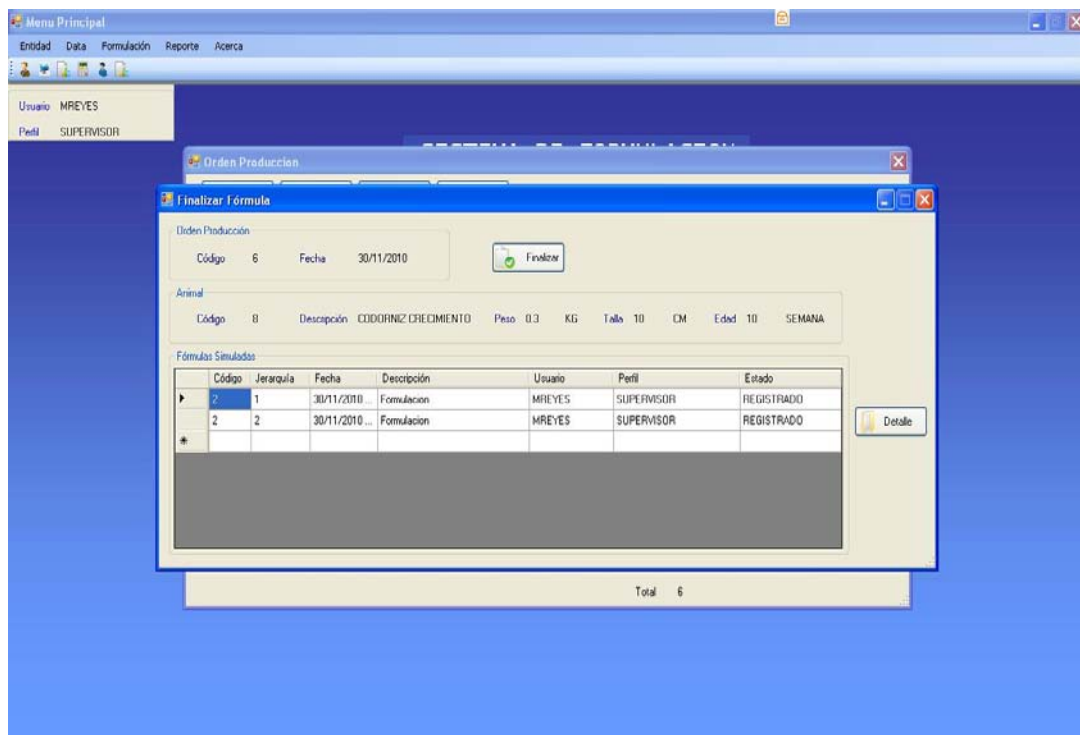 Menu Principal
Entidad Data Formulación Reporte Acerca
Usuario MREYES
Perfil SUPERVISOR
Orden Produccion
Finalizar Fórmula
Orden Producción
Código 6 Fecha 30/11/2010 Finalizar
Animal
Código 8 Descripción CODORNIZ CRECIMIENTO Peso 0.3 KG Talla 10 CM Edad 10 SEMANA
Fórmulas Simuladas
Código Jerarquía Fecha Descripción Usuario Perfil Estado
2 1 30/11/2010 ... Formulacion MREYES SUPERVISOR REGISTRADO
2 2 30/11/2010 ... Formulacion MREYES SUPERVISOR REGISTRADO
Detalle
Total 6